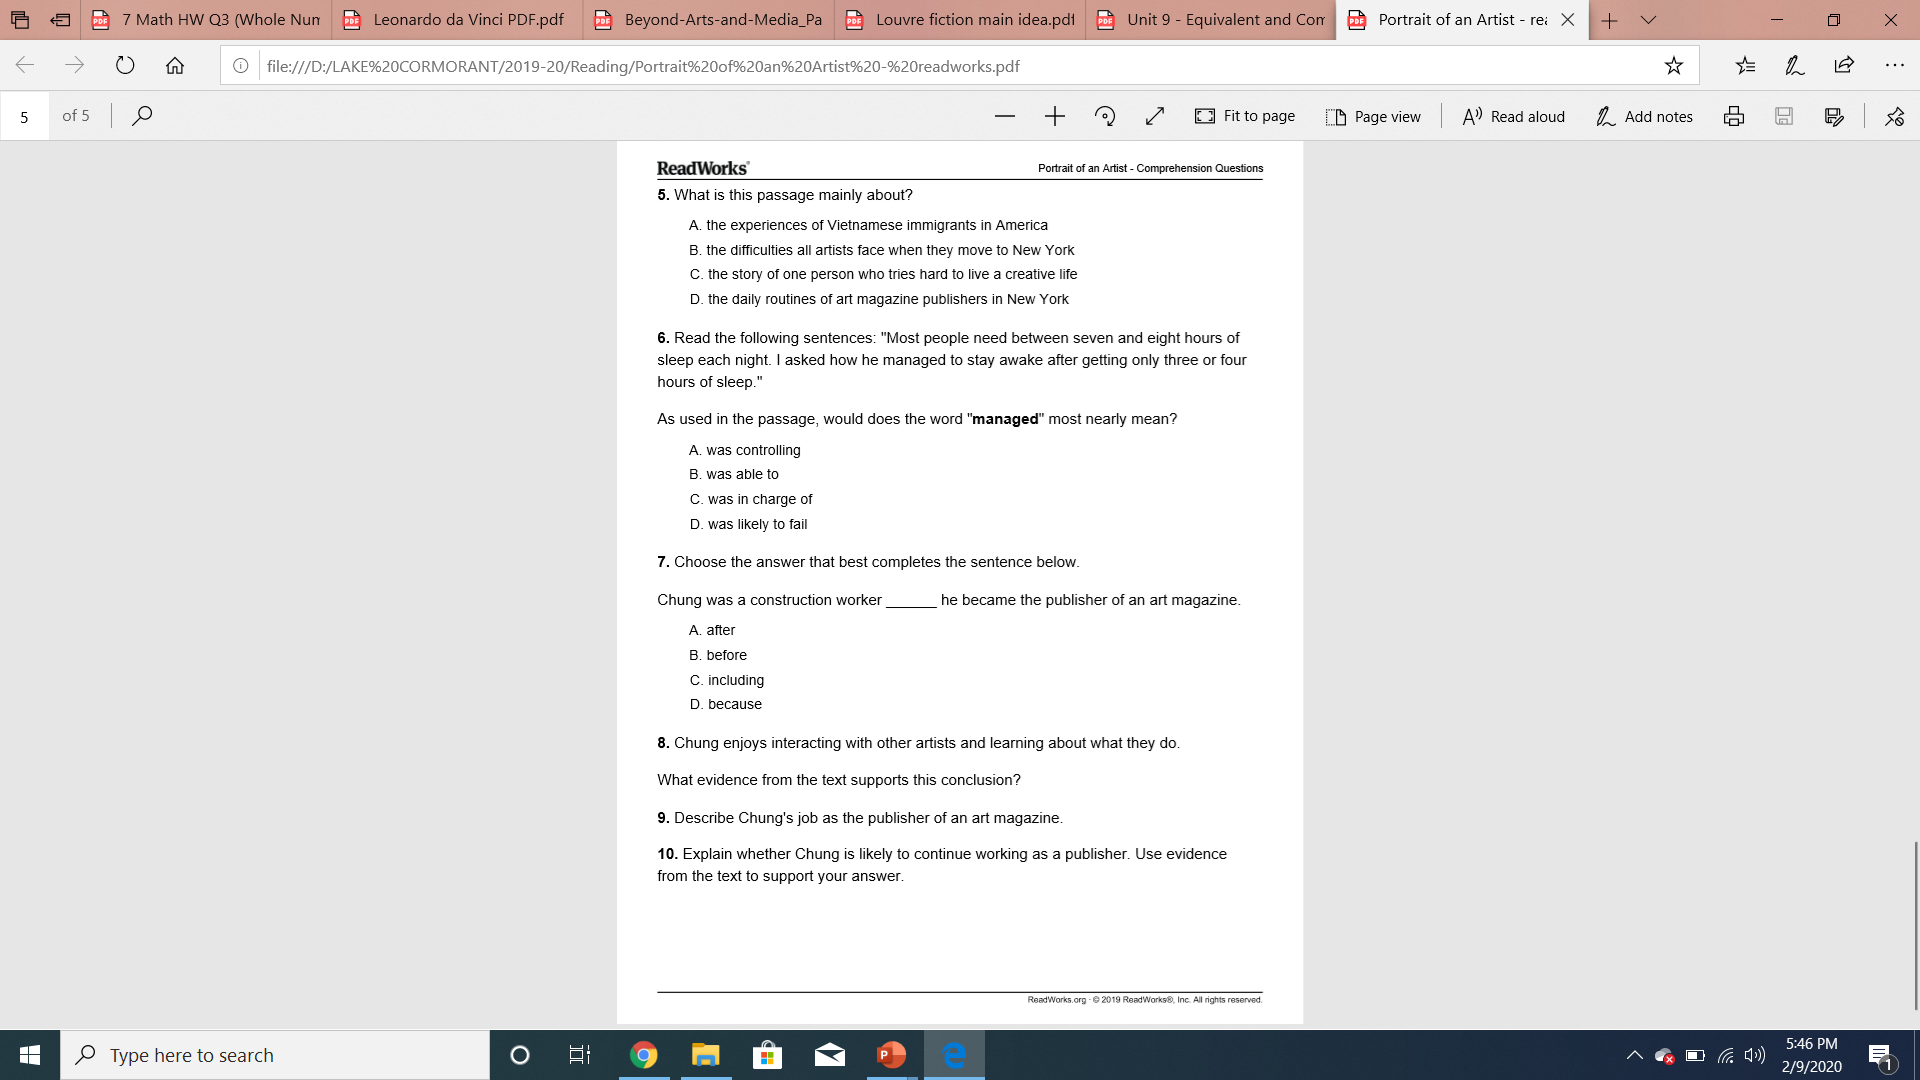 7 Math HW Q3 (Whole Num
Leonardo da Vinci PDF.pdf
Beyond-Arts-and-Media_Pa
Louvre fiction main idea.pdf
Unit 9 - Equivalent and Com
Portrait of an Artist - rea
file:///D:/LAKE%20CORMORANT/2019-20/Reading/Portrait%20of%20an%20Artist%20-%20readworks.pdf
5 of 5
Fit to page
Page view
Read aloud
Add notes
ReadWorks®
Portrait of an Artist - Comprehension Questions
5. What is this passage mainly about?
A. the experiences of Vietnamese immigrants in America
B. the difficulties all artists face when they move to New York
C. the story of one person who tries hard to live a creative life
D. the daily routines of art magazine publishers in New York
6. Read the following sentences: "Most people need between seven and eight hours of
sleep each night. I asked how he managed to stay awake after getting only three or four
hours of sleep."
As used in the passage, would does the word "managed" most nearly mean?
A. was controlling
B. was able to
C. was in charge of
D. was likely to fail
7. Choose the answer that best completes the sentence below.
Chung was a construction worker ______ he became the publisher of an art magazine.
A. after
B. before
C. including
D. because
8. Chung enjoys interacting with other artists and learning about what they do.
What evidence from the text supports this conclusion?
9. Describe Chung's job as the publisher of an art magazine.
10. Explain whether Chung is likely to continue working as a publisher. Use evidence
from the text to support your answer.
ReadWorks.org · © 2019 ReadWorks®, Inc. All rights reserved.
Type here to search
5:46 PM
2/9/2020
1